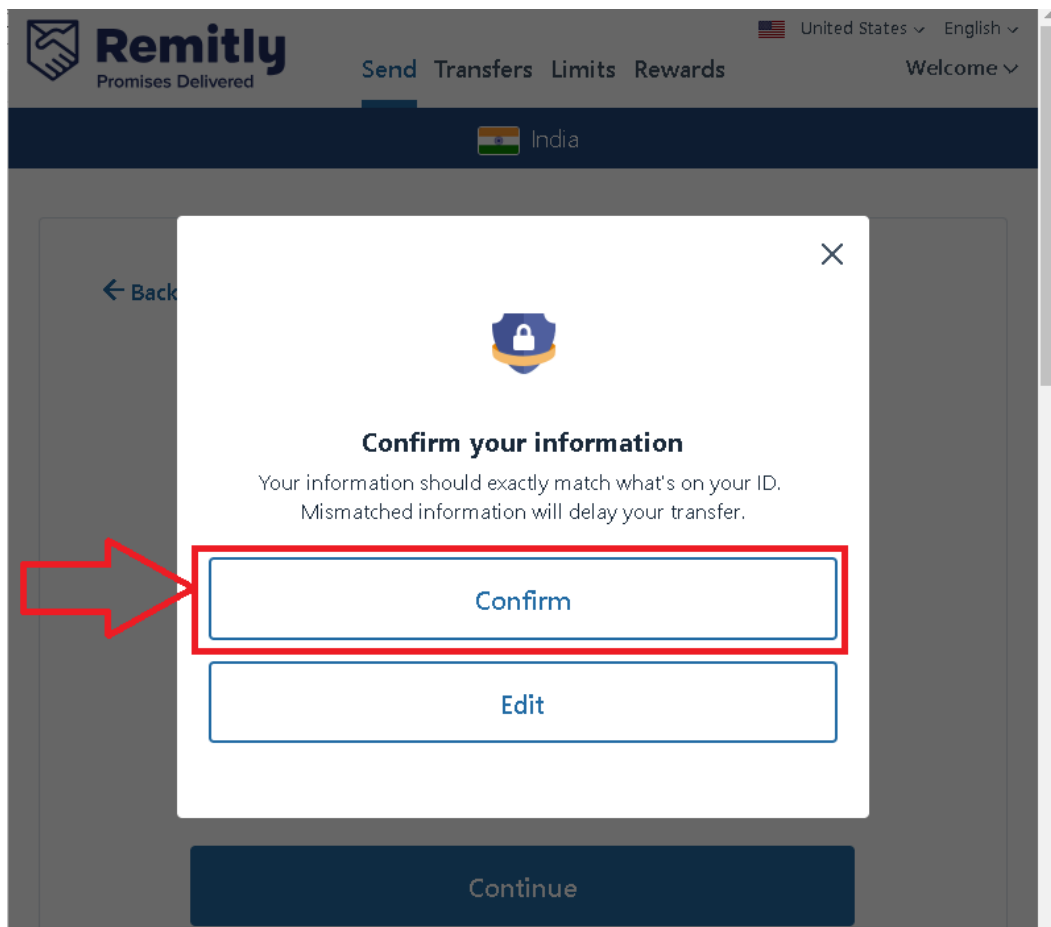 United States English
Remitly
Promises Delivered
Send Transfers Limits Rewards
Welcome
India
Back
Confirm your information
Your information should exactly match what's on your ID.
Mismatched information will delay your transfer.
Confirm
Edit
Continue